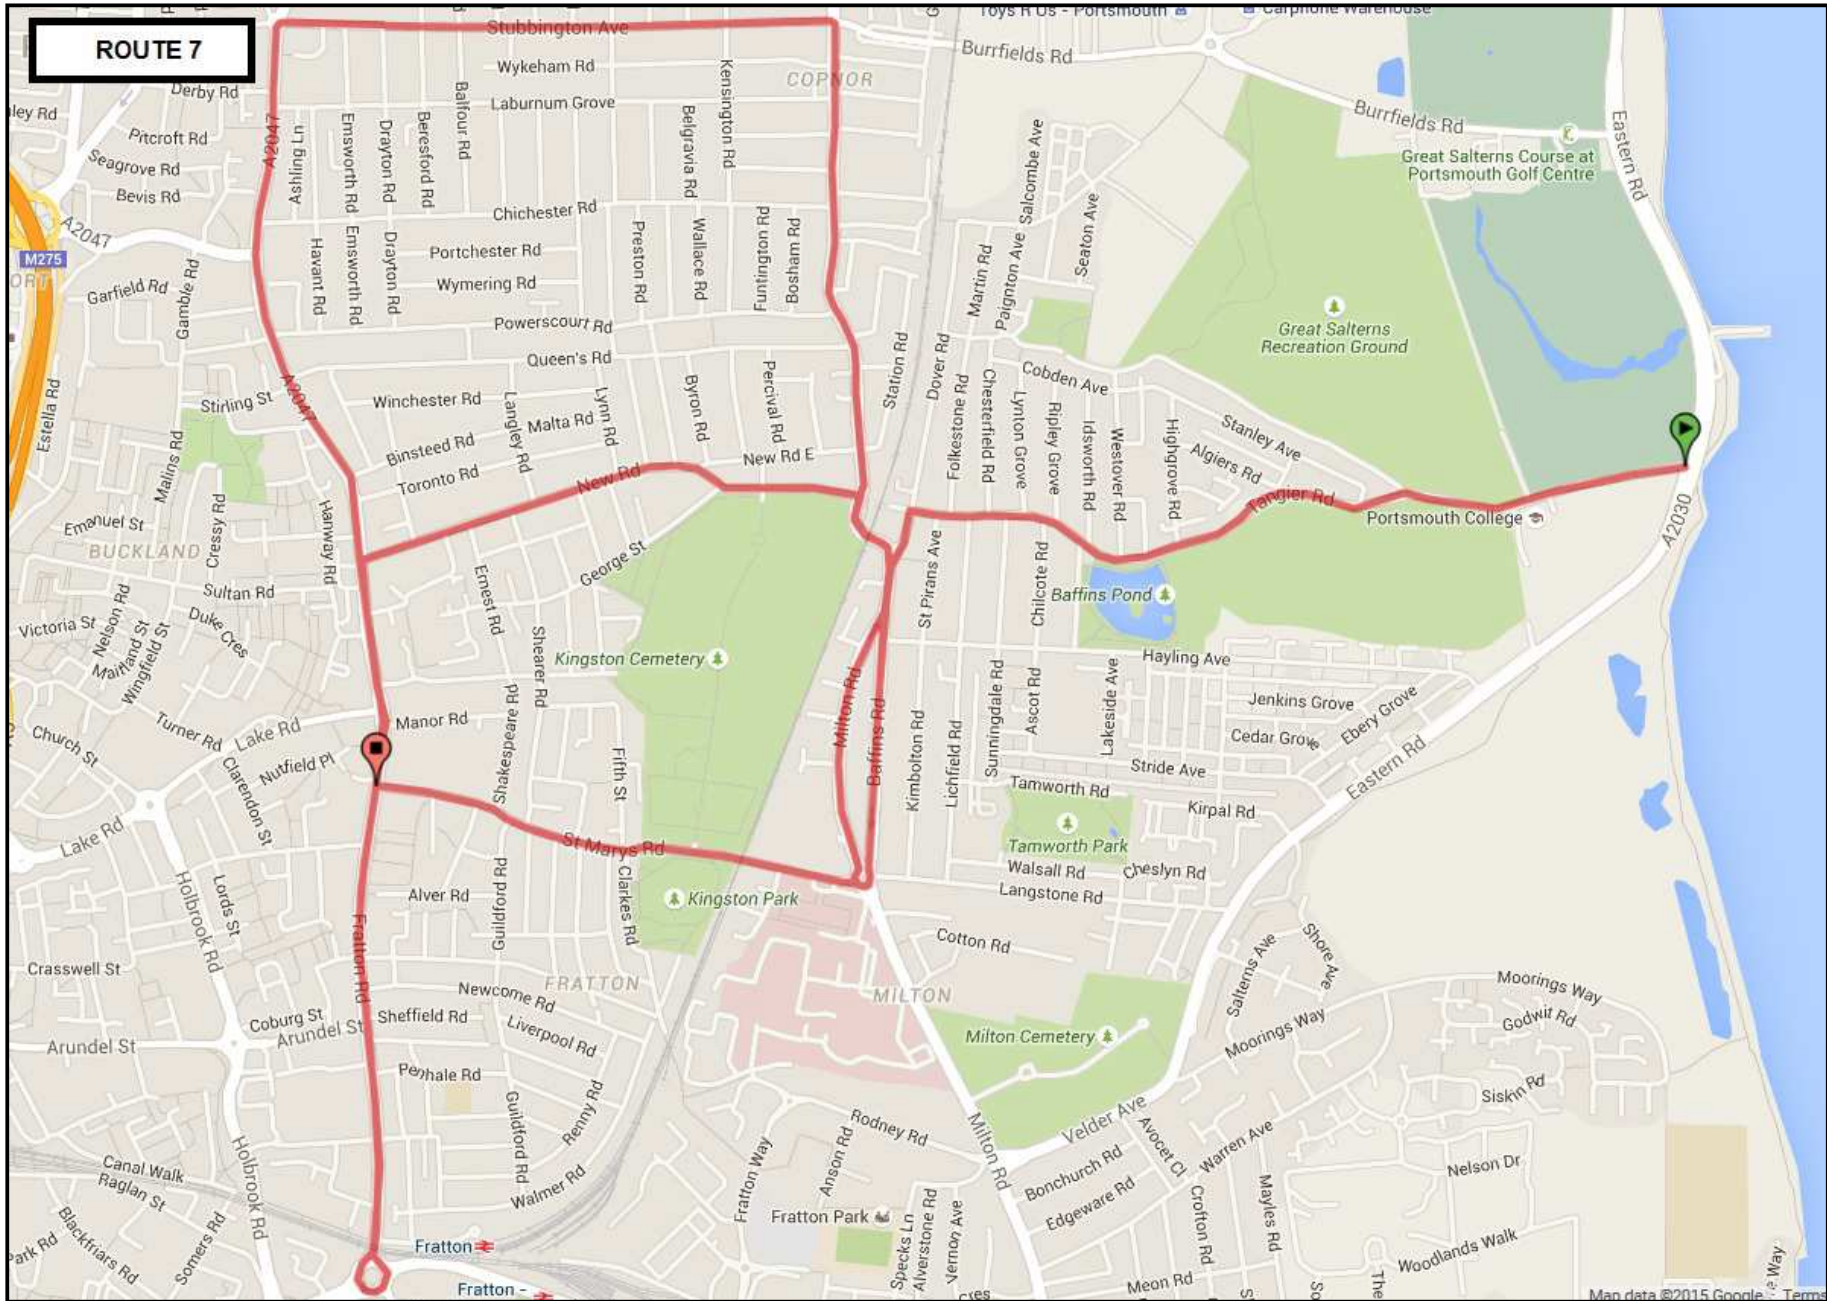 ROUTE 7
Stubbington Ave
Toys R Us - Portsmouth
Carphone Warehouse
Burrfields Rd
Wykeham Rd
COPNOR
Derby Rd
Laburnum Grove
Kensington Rd
Balfour Rd
Pitcroft Rd
A2047
Ashling Ln
Emsworth Rd
Drayton Rd
Beresford Rd
Belgravia Rd
Burrfields Rd
Eastern Rd
Great Salterns Course at
Portsmouth Golf Centre
Seagrove Rd
Bevis Rd
Salcombe Ave
Seaton Ave
Chichester Rd
A2047
M275
Havant Rd
Emsworth Rd
Drayton Rd
Portchester Rd
Wymering Rd
Preston Rd
Wallace Rd
Funtington Rd
Bosham Rd
Martin Rd
Paignton Ave
Garfield Rd
Gamble Rd
Powerscourt Rd
Queen's Rd
Great Salterns
Recreation Ground
Station Rd
Dover Rd
Cobden Ave
Estella Rd
Stirling St
A2047
Winchester Rd
Langley Rd
Malta Rd
Lynn Rd
Byron Rd
Percival Rd
Folkestone Rd
Chesterfield Rd
Lynton Grove
Ripley Grove
Idsworth Rd
Westover Rd
Highgrove Rd
Stanley Ave
Algiers Rd
Malins Rd
Binsteed Rd
Toronto Rd
New Rd
New Rd E
Tangier Rd
Portsmouth College
A2030
Emanuel St
BUCKLAND
Cressy Rd
Hanway Rd
George St
Ernest Rd
St Pirans Ave
Chilcote Rd
Baffins Pond
Sultan Rd
Victoria St
Nelson Rd
Maitland St
Wingfield St
Duke Cres
Shearer Rd
Kingston Cemetery
Hayling Ave
Milton Rd
Baffins Rd
Sunningdale Rd
Ascot Rd
Lakeside Ave
Jenkins Grove
Cedar Grove
Ebery Grove
Church St
Turner Rd
Lake Rd
Manor Rd
Shakespeare Rd
Kimbolton Rd
Lichfield Rd
Nutfield Pl
Clarendon St
Fifth St
Stride Ave
Eastern Rd
Tamworth Rd
Kirpal Rd
Lake Rd
St Marys Rd
Tamworth Park
Walsall Rd
Cheslyn Rd
Langstone Rd
Holbrook Rd
Lords St
Alver Rd
Guildford Rd
Clarkes Rd
Kingston Park
Cotton Rd
Salterns Ave
Shore Ave
Crasswell St
Fratton Rd
FRATTON
MILTON
Moorings Way
Newcome Rd
Coburg St
Sheffield Rd
Liverpool Rd
Arundel St
Arundel St
Milton Cemetery
Moorings Way
Godwit Rd
Penhale Rd
Guildford Rd
Renny Rd
Siskin Rd
Rodney Rd
Velder Ave
Avocet Cl
Warren Ave
Holbrook Rd
Canal Walk
Raglan St
Walmer Rd
Fratton Way
Anson Rd
Milton Rd
Bonchurch Rd
Nelson Dr
Edgeware Rd
Crofton Rd
Mayles Rd
Blackfriars Rd
Somers Rd
Park Rd
Fratton
Fratton Park
Specks Ln
Alverstone Rd
Vernon Ave
Woodlands Walk
Fratton -
Meon Rd
The
Way
Map data ©2015 Google
Terms